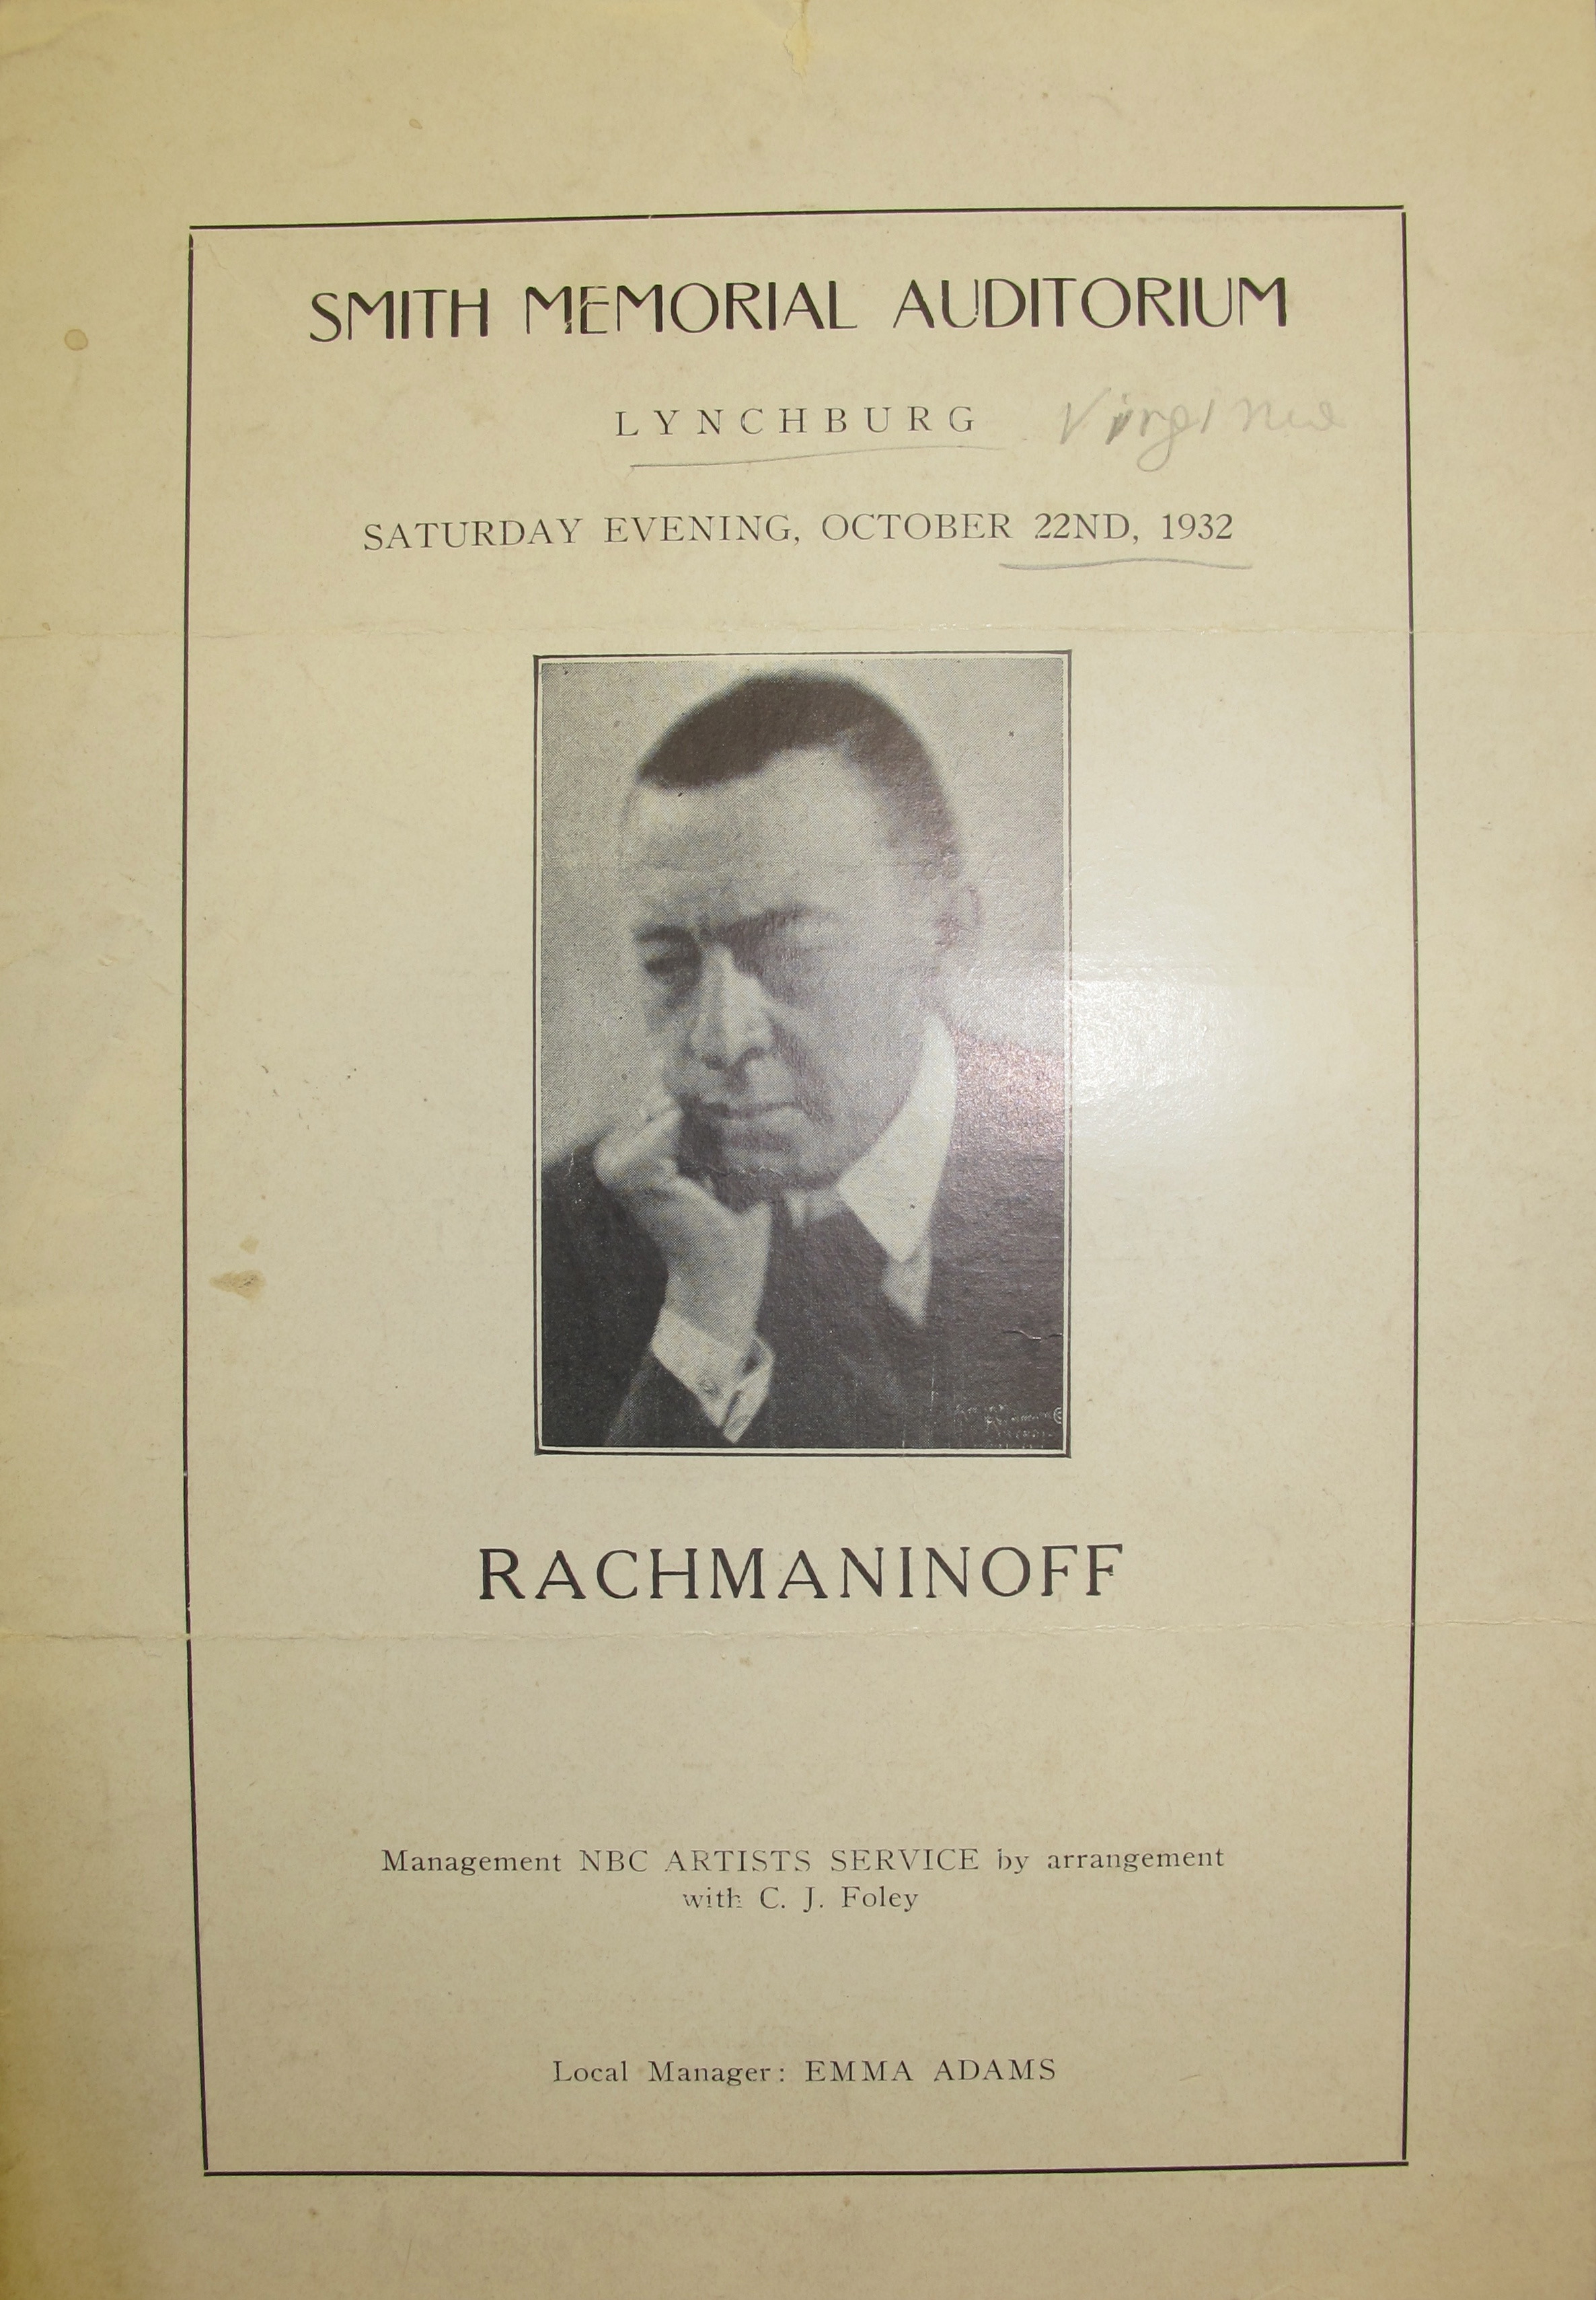 SMITH MEMORIAL AUDITORIUM
LYNCHBURG Virginia
SATURDAY EVENING, OCTOBER 22ND, 1932
RACHMANINOFF
Management NBC ARTISTS SERVICE by arrangement
with C. J. Foley
Local Manager: EMMA ADAMS